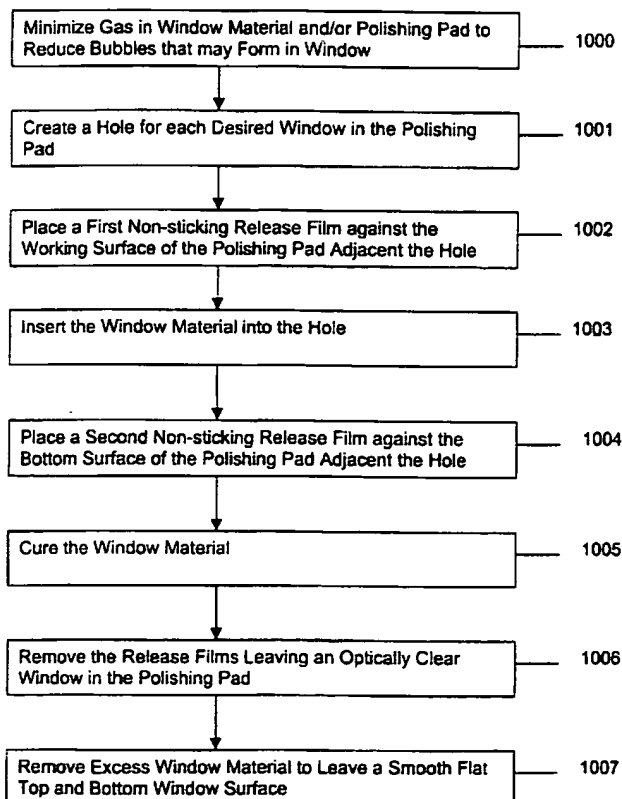 Minimize Gas in Window Material and/or Polishing Pad to
Reduce Bubbles that may Form in Window
1000
Create a Hole for each Desired Window in the Polishing
Pad
1001
Place a First Non-sticking Release Film against the
Working Surface of the Polishing Pad Adjacent the Hole
1002
Insert the Window Material into the Hole
1003
Place a Second Non-sticking Release Film against the
Bottom Surface of the Polishing Pad Adjacent the Hole
1004
Cure the Window Material
1005
Remove the Release Films Leaving an Optically Clear
Window in the Polishing Pad
1006
Remove Excess Window Material to Leave a Smooth Flat
Top and Bottom Window Surface
1007